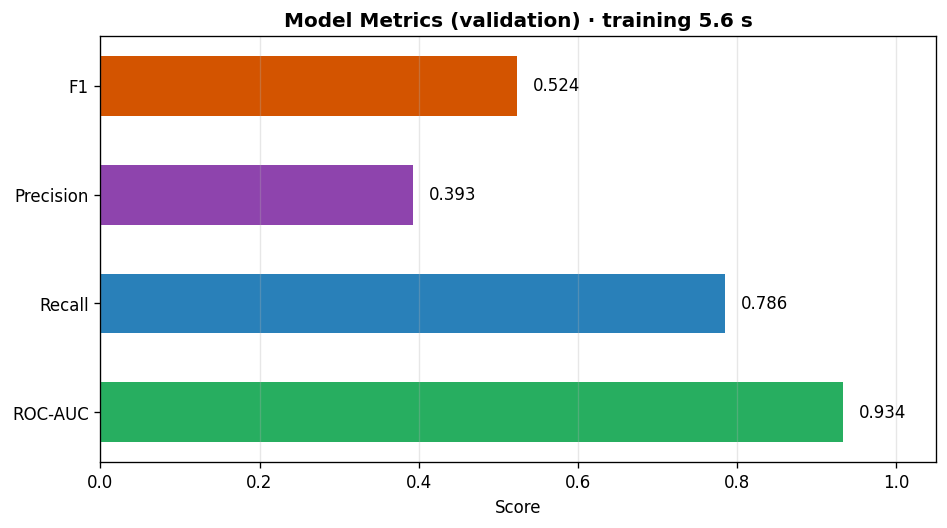 Model Metrics (validation) · training 5.6 s
F1
0.524
Precision
0.393
Recall
0.786
ROC-AUC
0.934
0.0 0.2 0.4 0.6 0.8 1.0
Score